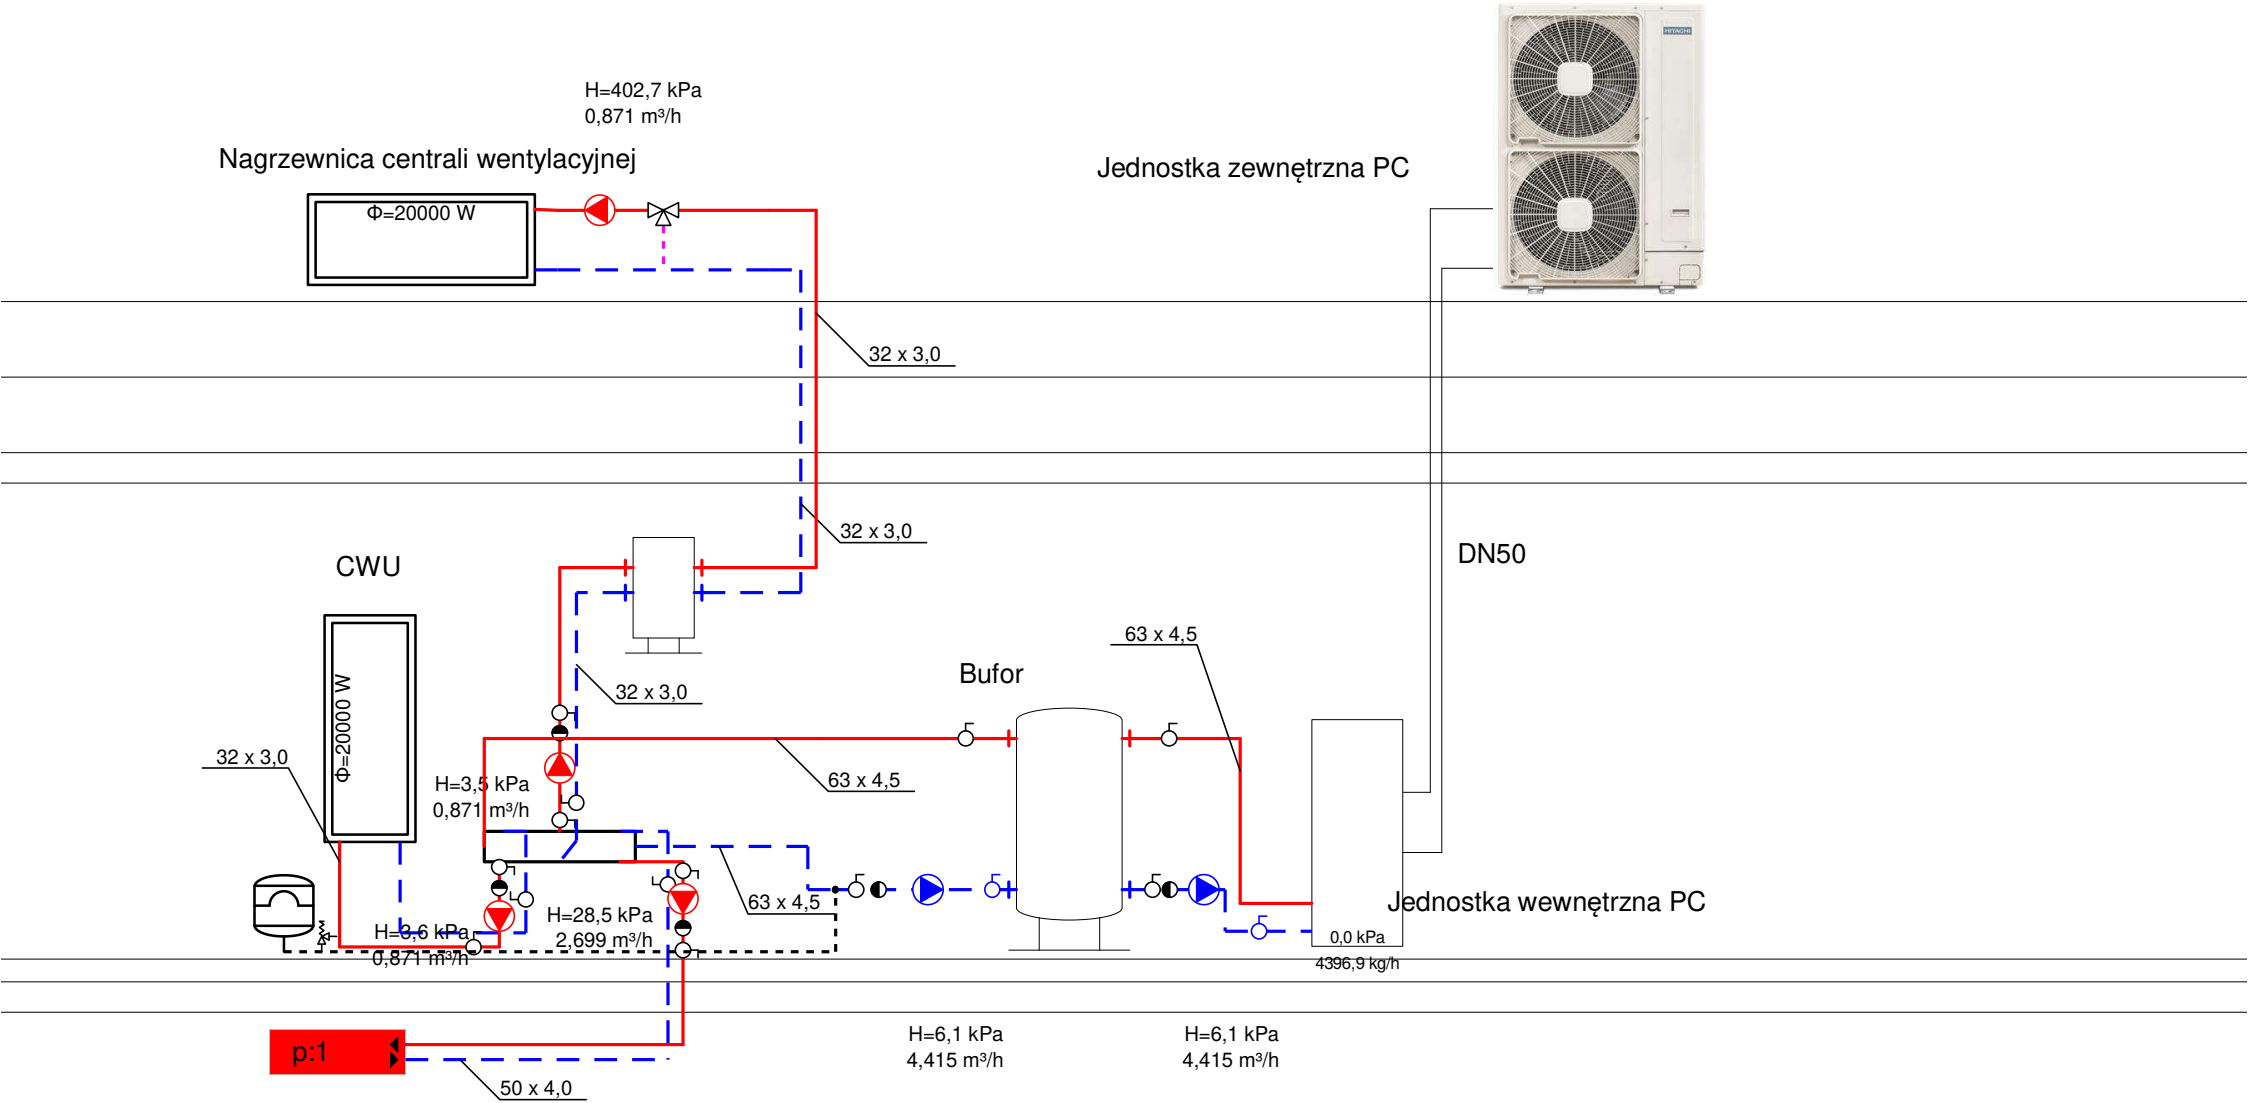 HITACHI
H=402,7 kPa
0,871 m³/h
Nagrzewnica centrali wentylacyjnej
Jednostka zewnętrzna PC
Φ=20000 W
32 x 3,0
32 x 3,0
CWU
DN50
63 x 4,5
Bufor
32 x 3,0
Φ=20000 W
32 x 3,0
H=3,5 kPa
0,871 m³/h
63 x 4,5
63 x 4,5
Jednostka wewnętrzna PC
H=28,5 kPa
2,699 m³/h
H=3,6 kPa
0,871 m³/h
0,0 kPa
4396,9 kg/h
H=6,1 kPa
4,415 m³/h
H=6,1 kPa
4,415 m³/h
p:1
50 x 4,0